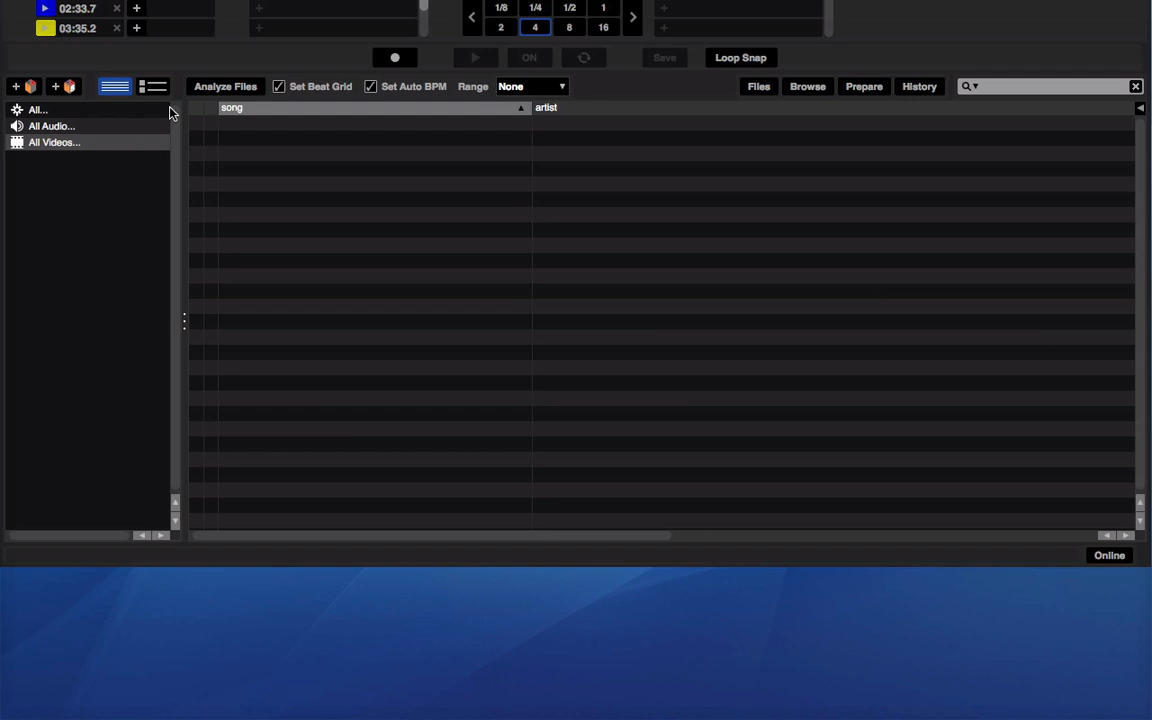 02:33.7 × + + 1/8 1/4 1/2 1 +
03:35.2 × + + 2 4 8 16 +
ON Save Loop Snap
+ + Analyze Files Set Beat Grid Set Auto BPM Range None Files Browse Prepare History
All... song artist
All Audio...
All Videos...
Online